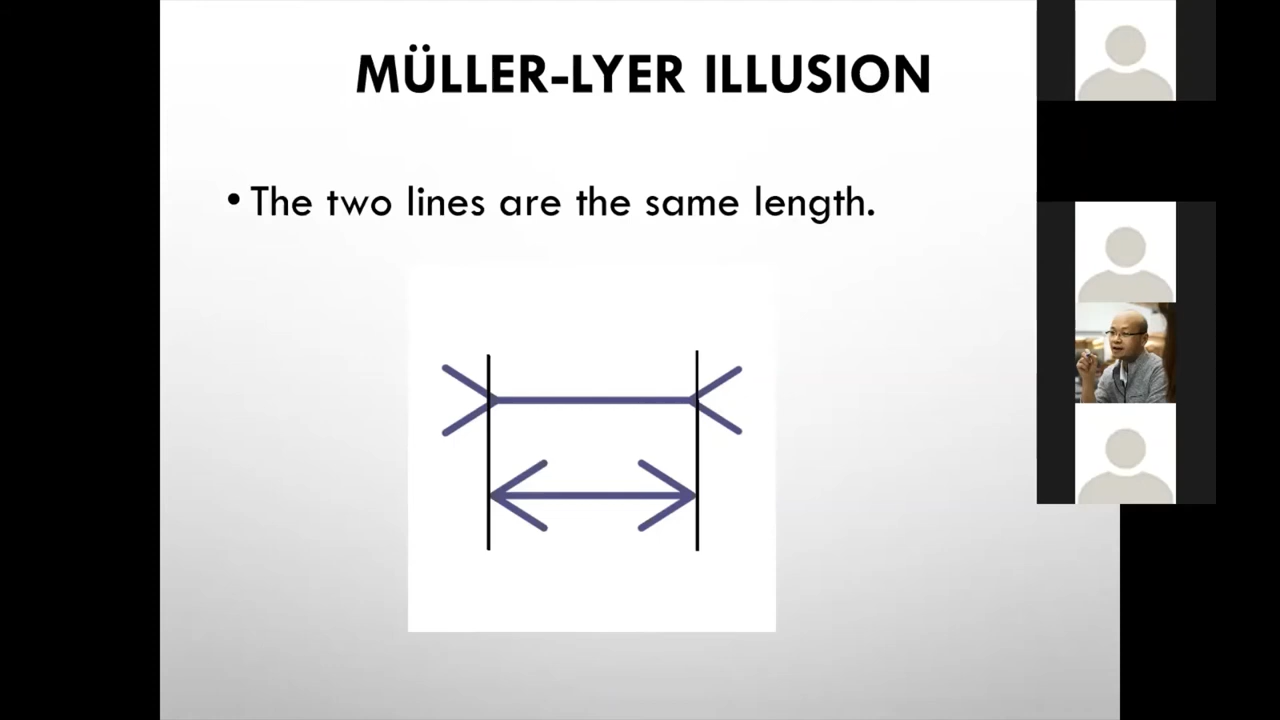 MÜLLER-LYER ILLUSION
• The two lines are the same length.